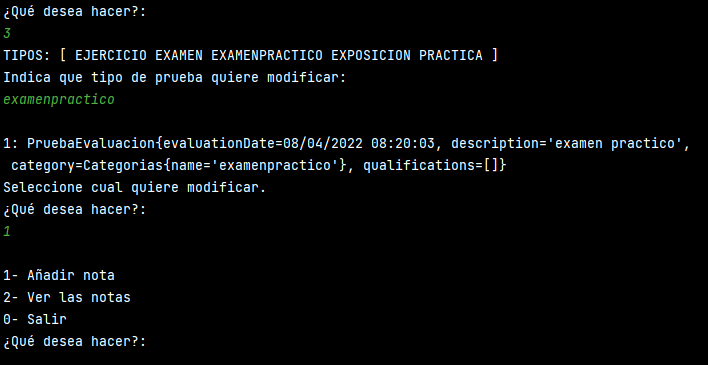 ¿Qué desea hacer?:
3
TIPOS: [ EJERCICIO EXAMEN EXAMENPRACTICO EXPOSICION PRACTICA ]
Indica que tipo de prueba quiere modificar:
examenpractico
1: PruebaEvaluacion{evaluationDate=08/04/2022 08:20:03, description='examen practico',
category=Categorias{name='examenpractico'}, qualifications=[]}
Seleccione cual quiere modificar.
¿Qué desea hacer?:
1
1- Añadir nota
2- Ver las notas
0- Salir
¿Qué desea hacer?: